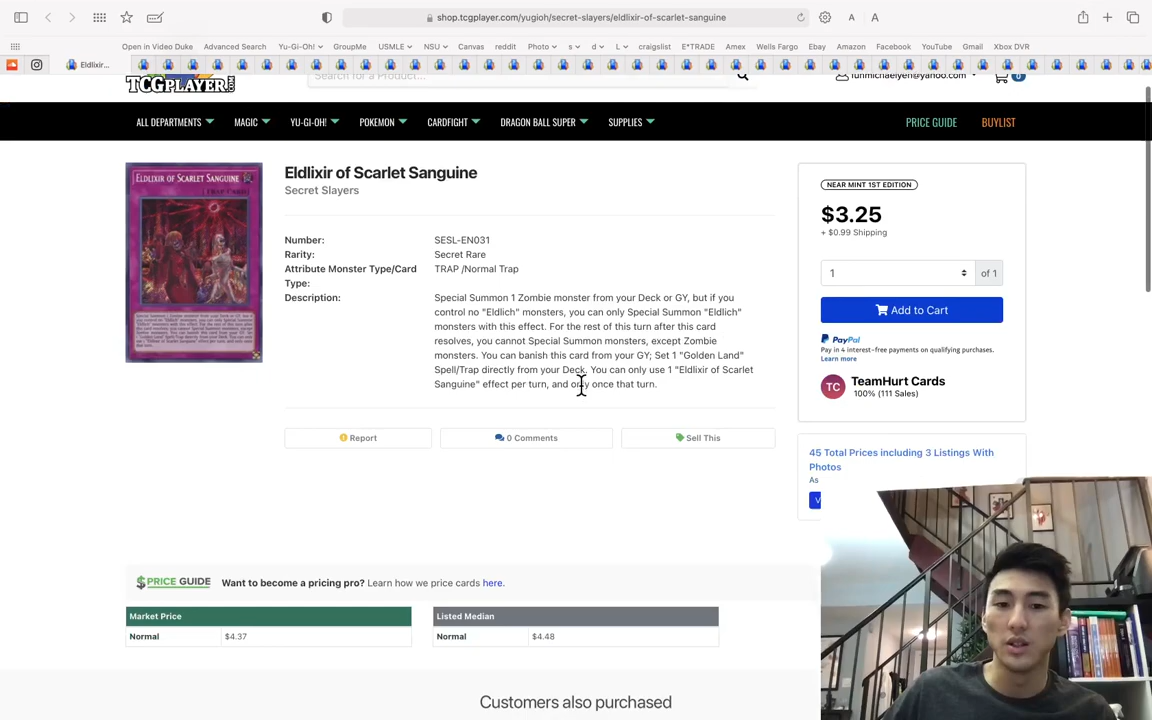 shop.tcgplayer.com/yugioh/secret-slayers/eldlixir-of-scarlet-sanguine
A A
Open in Video Duke Advanced Search Yu-Gi-Oh! GroupMe USMLE NSU Canvas reddit Photo s d L craigslist E*TRADE Amex Wells Fargo Ebay Amazon Facebook YouTube Gmail Xbox DVR
Eldlixir...
TCGPLAYER
Search for a Product...
runmichaelyen@yahoo.com
0
ALL DEPARTMENTS MAGIC YU-GI-OH! POKEMON CARDFIGHT DRAGON BALL SUPER SUPPLIES PRICE GUIDE BUYLIST
ELDLIXIR OF SCARLET SANGUINE
Eldlixir of Scarlet Sanguine
Secret Slayers
Number: SESL-EN031
Rarity: Secret Rare
Attribute Monster Type/Card TRAP /Normal Trap
Type:
Description: Special Summon 1 Zombie monster from your Deck or GY, but if you
control no "Eldlich" monsters, you can only Special Summon "Eldlich"
monsters with this effect. For the rest of this turn after this card
resolves, you cannot Special Summon monsters, except Zombie
monsters. You can banish this card from your GY; Set 1 "Golden Land"
Spell/Trap directly from your Deck. You can only use 1 "Eldlixir of Scarlet
Sanguine" effect per turn, and only once that turn.
Report
0 Comments
Sell This
NEAR MINT 1ST EDITION
$3.25
+ $0.99 Shipping
1 of 1
Add to Cart
PayPal
Pay in 4 interest-free payments on qualifying purchases.
Learn more
TC
TeamHurt Cards
100% (111 Sales)
45 Total Prices including 3 Listings With
Photos
As
V
PRICE GUIDE Want to become a pricing pro? Learn how we price cards here.
Market Price
Normal $4.37
Listed Median
Normal $4.48
Customers also purchased